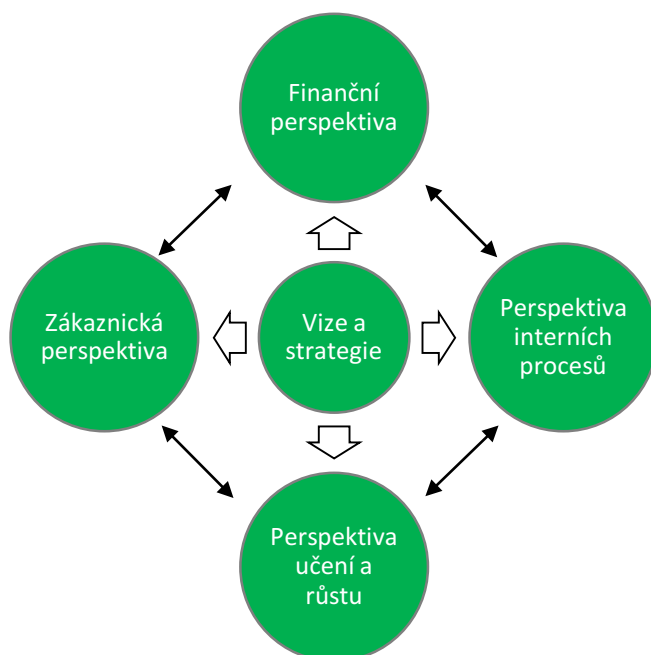 Finanční
perspektiva
Zákaznická
perspektiva
Vize a
strategie
Perspektiva
interních
procesů
Perspektiva
učení a
růstu